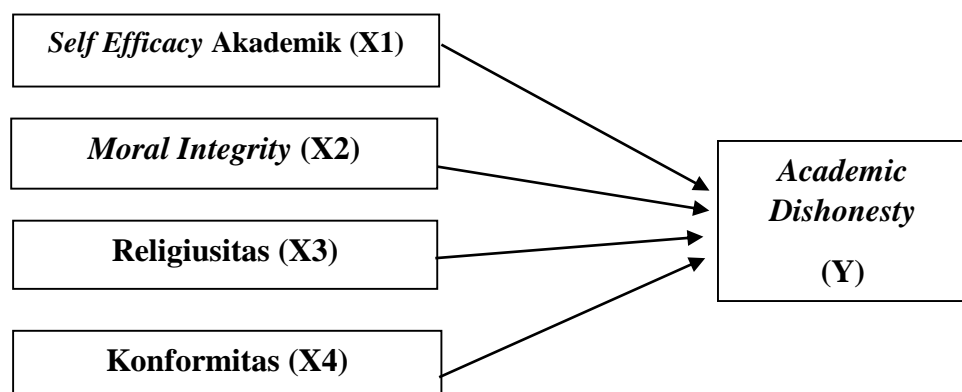 Self Efficacy Akademik (X1)
Moral Integrity (X2)
Religiusitas (X3)
Konformitas (X4)
Academic
Dishonesty
(Y)